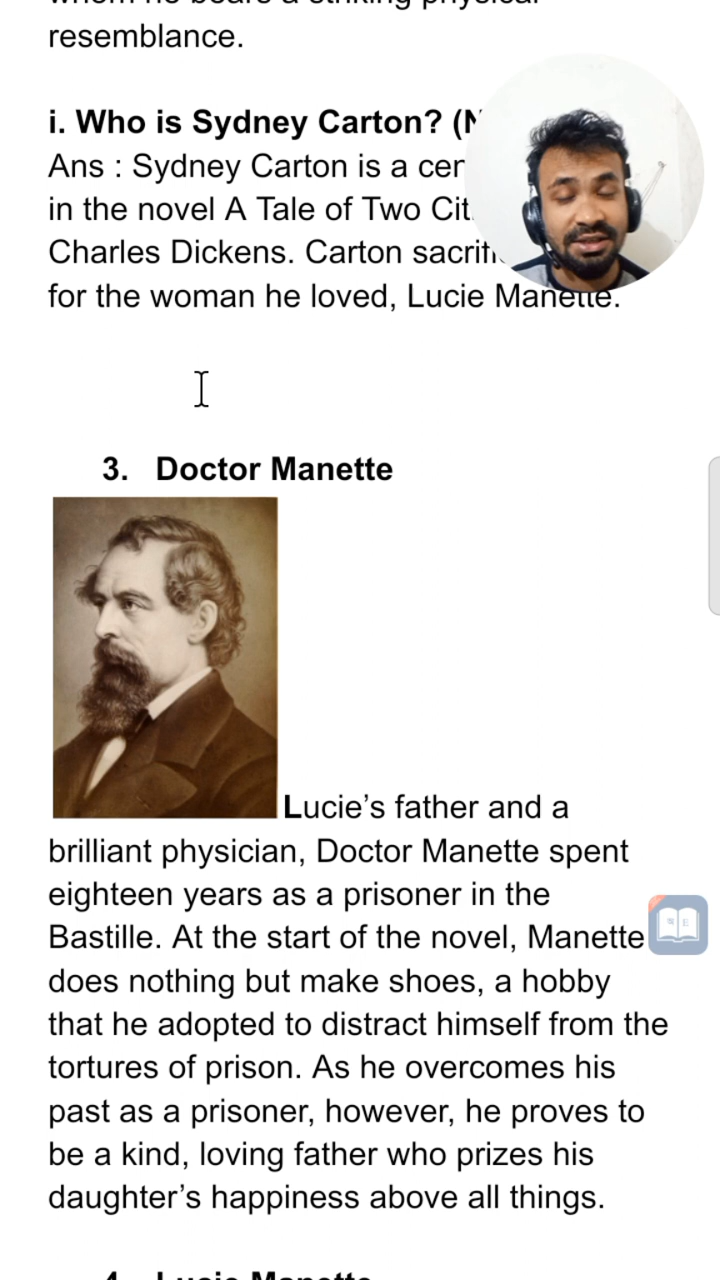 resemblance.
i. Who is Sydney Carton? (
Ans : Sydney Carton is a
in the novel A Tale of Two
Charles Dickens. Carton
for the woman he loved, Lucie Manette.
3. Doctor Manette
Lucie’s father and a
brilliant physician, Doctor Manette spent
eighteen years as a prisoner in the
Bastille. At the start of the novel, Manette
does nothing but make shoes, a hobby
that he adopted to distract himself from the
tortures of prison. As he overcomes his
past as a prisoner, however, he proves to
be a kind, loving father who prizes his
daughter’s happiness above all things.
4. Lucie Manette